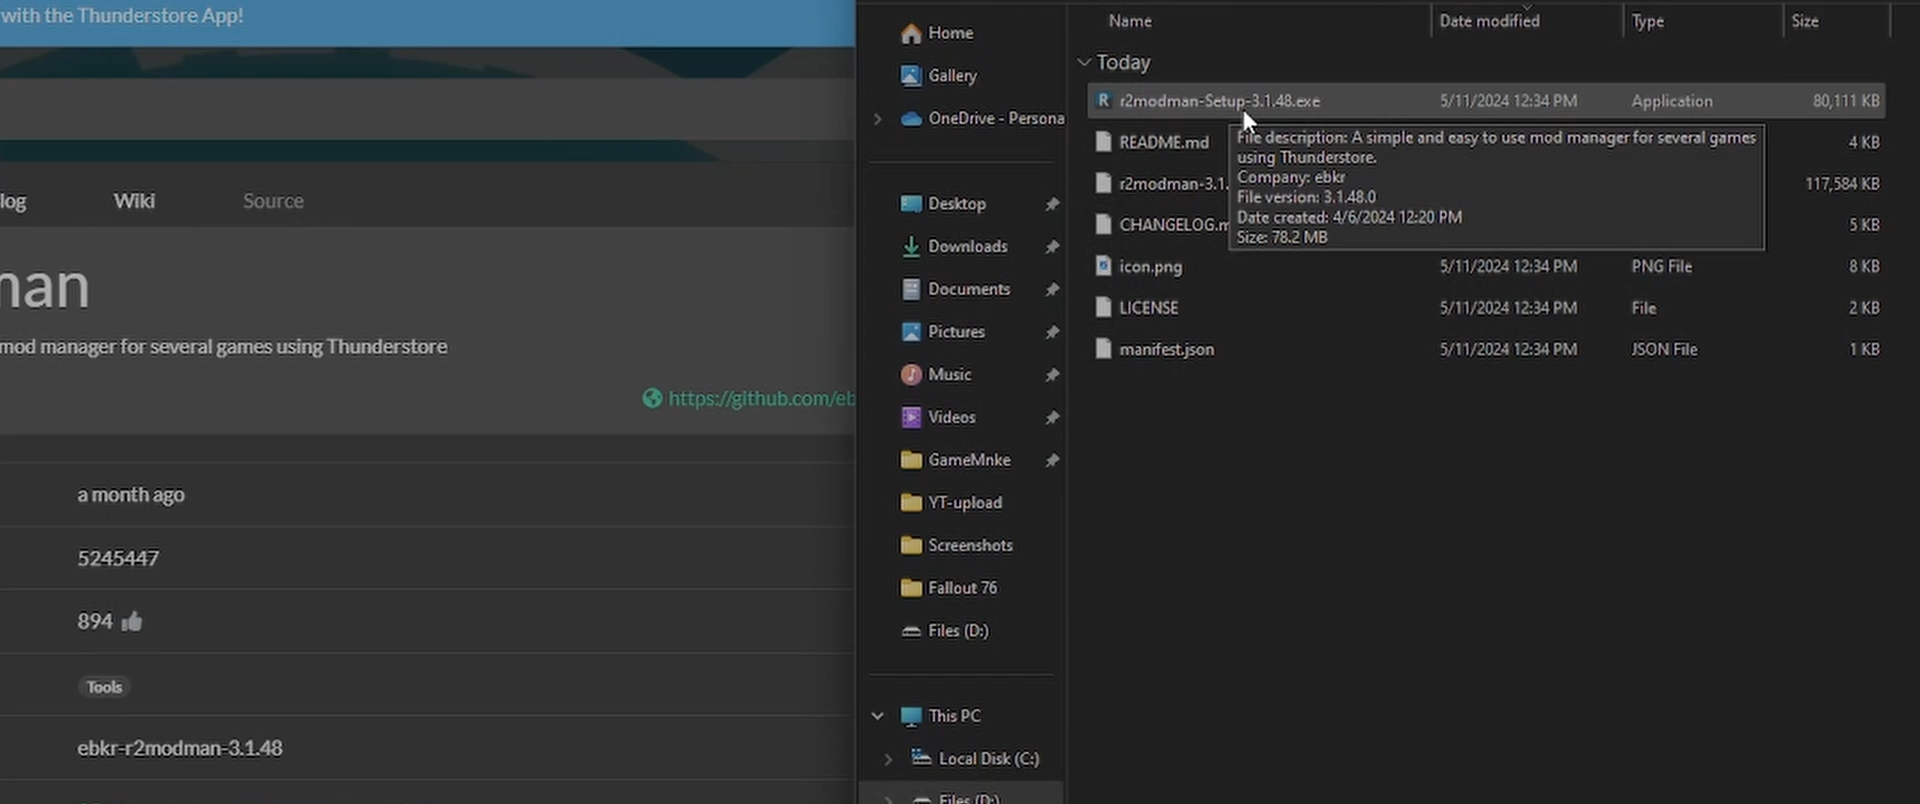 with the Thunderstore App!
log
Wiki
Source
man
mod manager for several games using Thunderstore
https://github.com/eb
a month ago
5245447
894
Tools
ebkr-r2modman-3.1.48
Home
Gallery
OneDrive - Persona
Desktop
Downloads
Documents
Pictures
Music
Videos
GameMnke
YT-upload
Screenshots
Fallout 76
Files (D:)
This PC
Local Disk (C:)
Files (D:)
Name Date modified Type Size
Today
r2modman-Setup-3.1.48.exe 5/11/2024 12:34 PM Application 80,111 KB
README.md 4 KB
r2modman-3.1. 117,584 KB
CHANGELOG.m 5 KB
icon.png 5/11/2024 12:34 PM PNG File 8 KB
LICENSE 5/11/2024 12:34 PM File 2 KB
manifest.json 5/11/2024 12:34 PM JSON File 1 KB
File description: A simple and easy to use mod manager for several games
using Thunderstore.
Company: ebkr
File version: 3.1.48.0
Date created: 4/6/2024 12:20 PM
Size: 78.2 MB